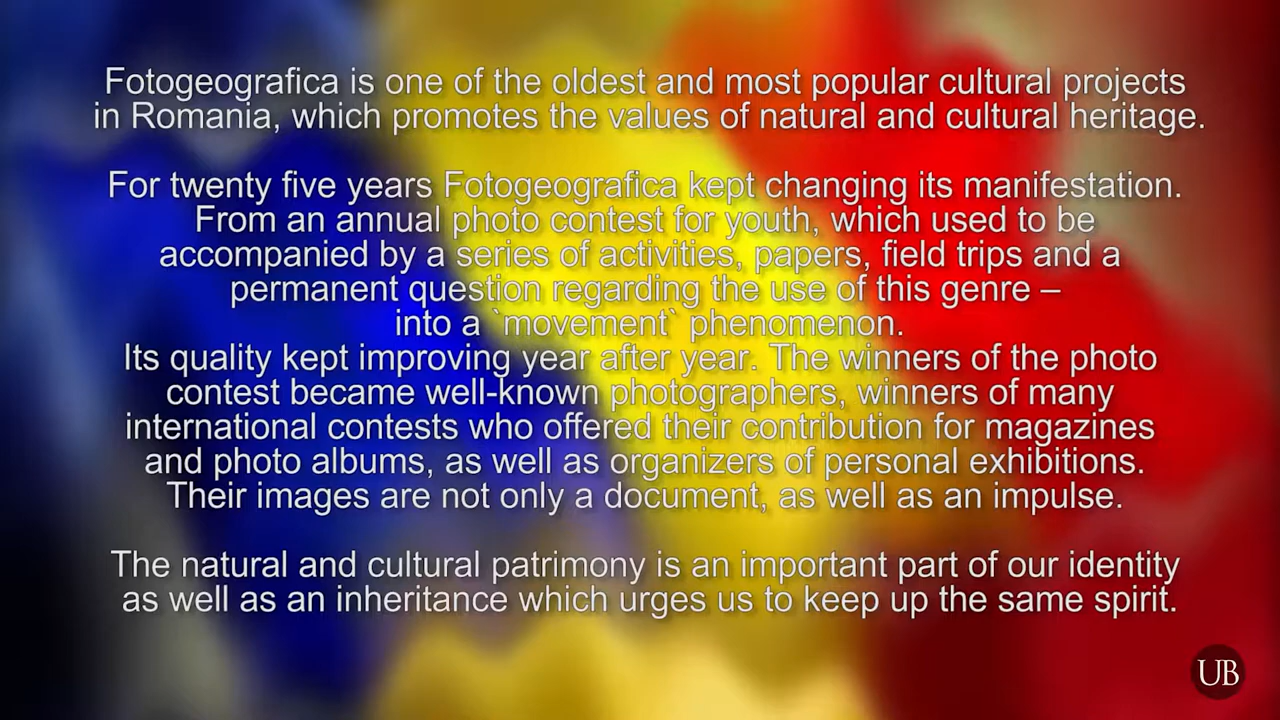 Fotogeografica is one of the oldest and most popular cultural projects
in Romania, which promotes the values of natural and cultural heritage.
For twenty five years Fotogeografica kept changing its manifestation.
From an annual photo contest for youth, which used to be
accompanied by a series of activities, papers, field trips and a
permanent question regarding the use of this genre –
into a `movement` phenomenon.
Its quality kept improving year after year. The winners of the photo
contest became well-known photographers, winners of many
international contests who offered their contribution for magazines
and photo albums, as well as organizers of personal exhibitions.
Their images are not only a document, as well as an impulse.
The natural and cultural patrimony is an important part of our identity
as well as an inheritance which urges us to keep up the same spirit.
UB